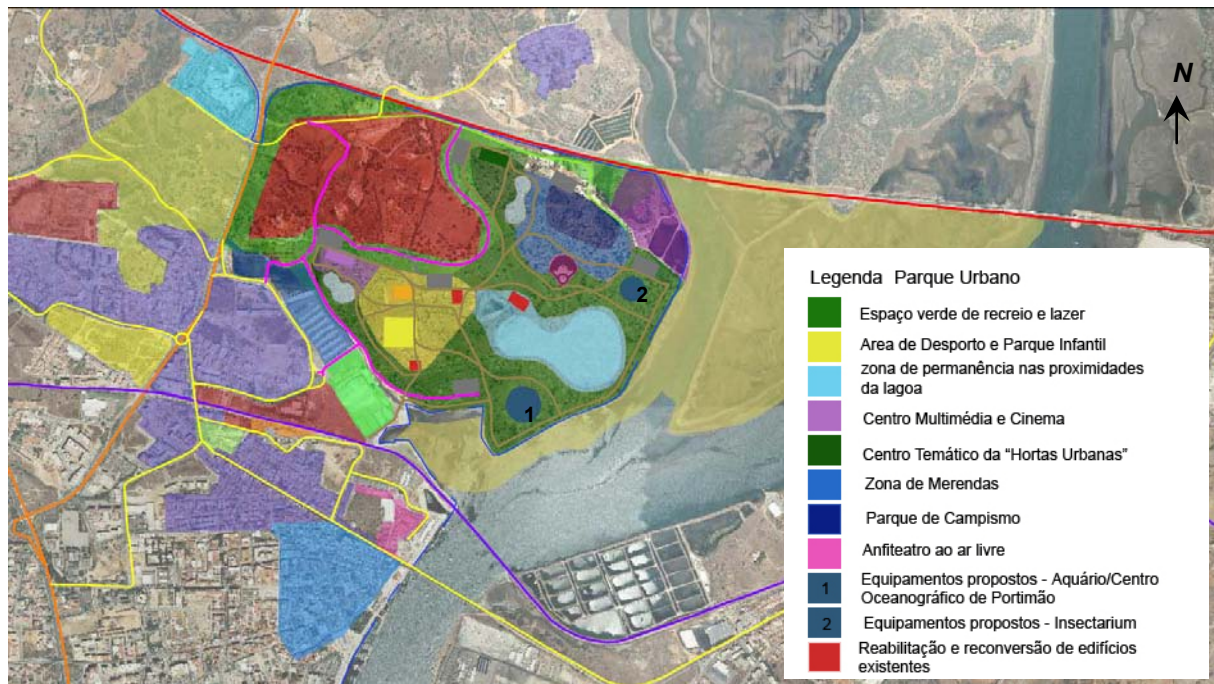 N
2
1
Legenda Parque Urbano
Espaço verde de recreio e lazer
Area de Desporto e Parque Infantil
zona de permanência nas proximidades
da lagoa
Centro Multimédia e Cinema
Centro Temático da “Hortas Urbanas”
Zona de Merendas
Parque de Campismo
Anfiteatro ao ar livre
1 Equipamentos propostos - Aquário/Centro
Oceanográfico de Portimão
2 Equipamentos propostos - Insectarium
Reabilitação e reconversão de edifícios
existentes